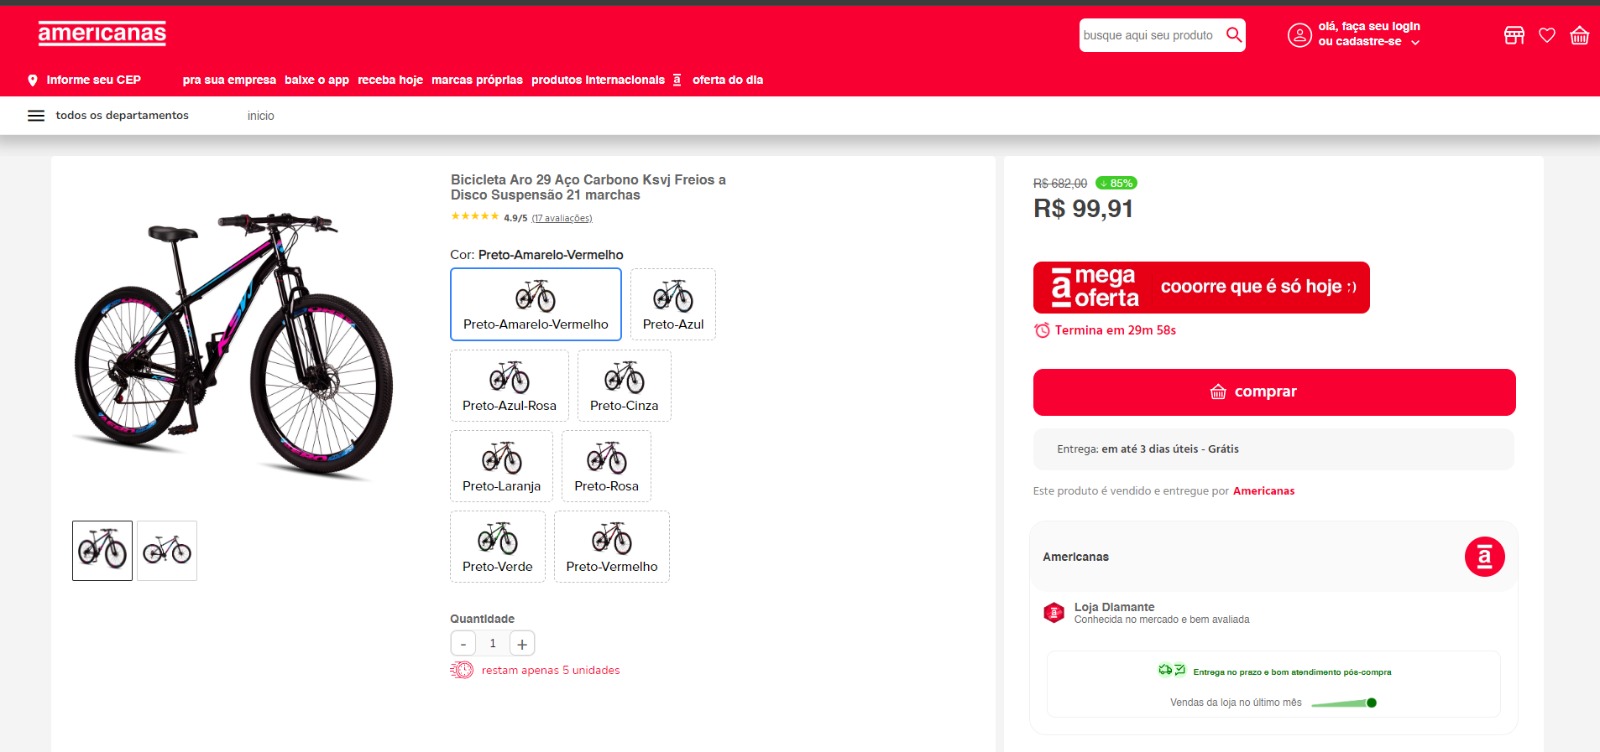 americanas
busque aqui seu produto
olá, faça seu login
ou cadastre-se
Informe seu CEP
pra sua empresa baixe o app receba hoje marcas próprias produtos internacionais oferta do dia
todos os departamentos
inicio
Bicicleta Aro 29 Aço Carbono Ksvj Freios a
Disco Suspensão 21 marchas
★★★★★ 4.9/5 (17 avaliações)
Cor: Preto-Amarelo-Vermelho
Preto-Amarelo-Vermelho Preto-Azul
Preto-Azul-Rosa Preto-Cinza
Preto-Laranja Preto-Rosa
Preto-Verde Preto-Vermelho
Quantidade
- 1 +
restam apenas 5 unidades
R$ 682,00 ↓ 85%
R$ 99,91
a mega
oferta
cooorre que é só hoje :)
Termina em 29m 58s
comprar
Entrega: em até 3 dias úteis - Grátis
Este produto é vendido e entregue por Americanas
Americanas
a
Loja Diamante
Conhecida no mercado e bem avaliada
Entrega no prazo e bom atendimento pós-compra
Vendas da loja no último mês